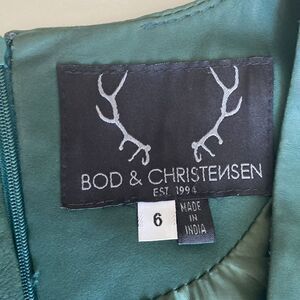 BOD & CHRISTENSEN
EST. 1994
6
MADE
IN
INDIA